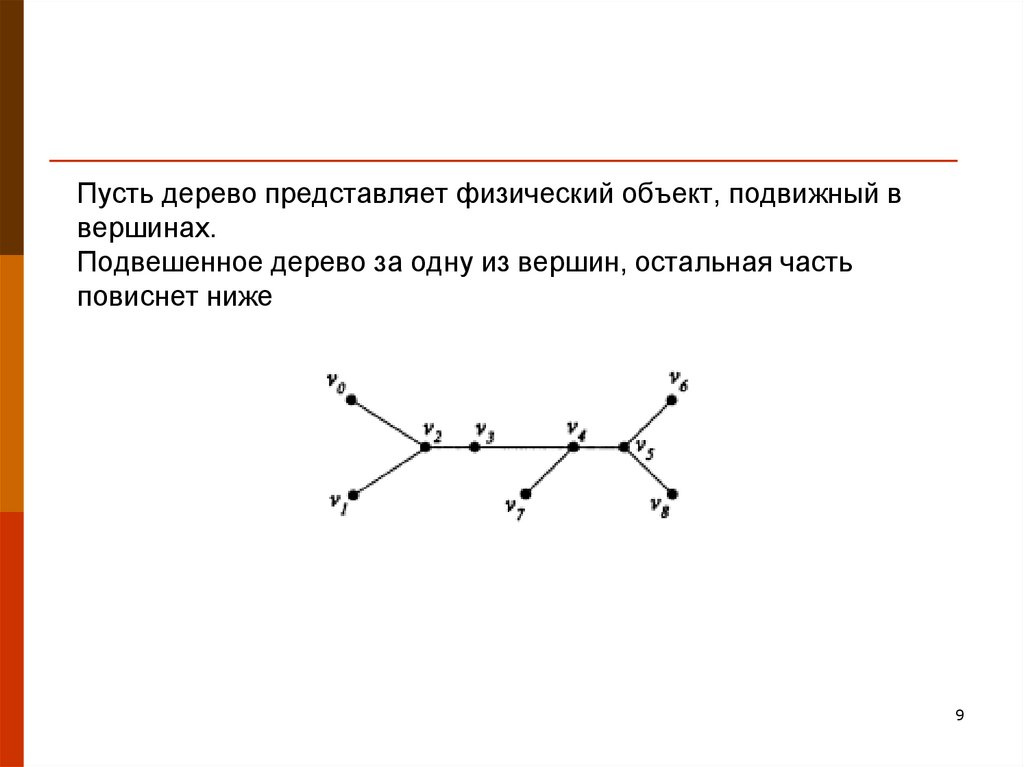 Пусть дерево представляет физический объект, подвижный в
вершинах.
Подвешенное дерево за одну из вершин, остальная часть
повиснет ниже
v0
v6
v2 v3 v4
v5
v1 v7 v8
9